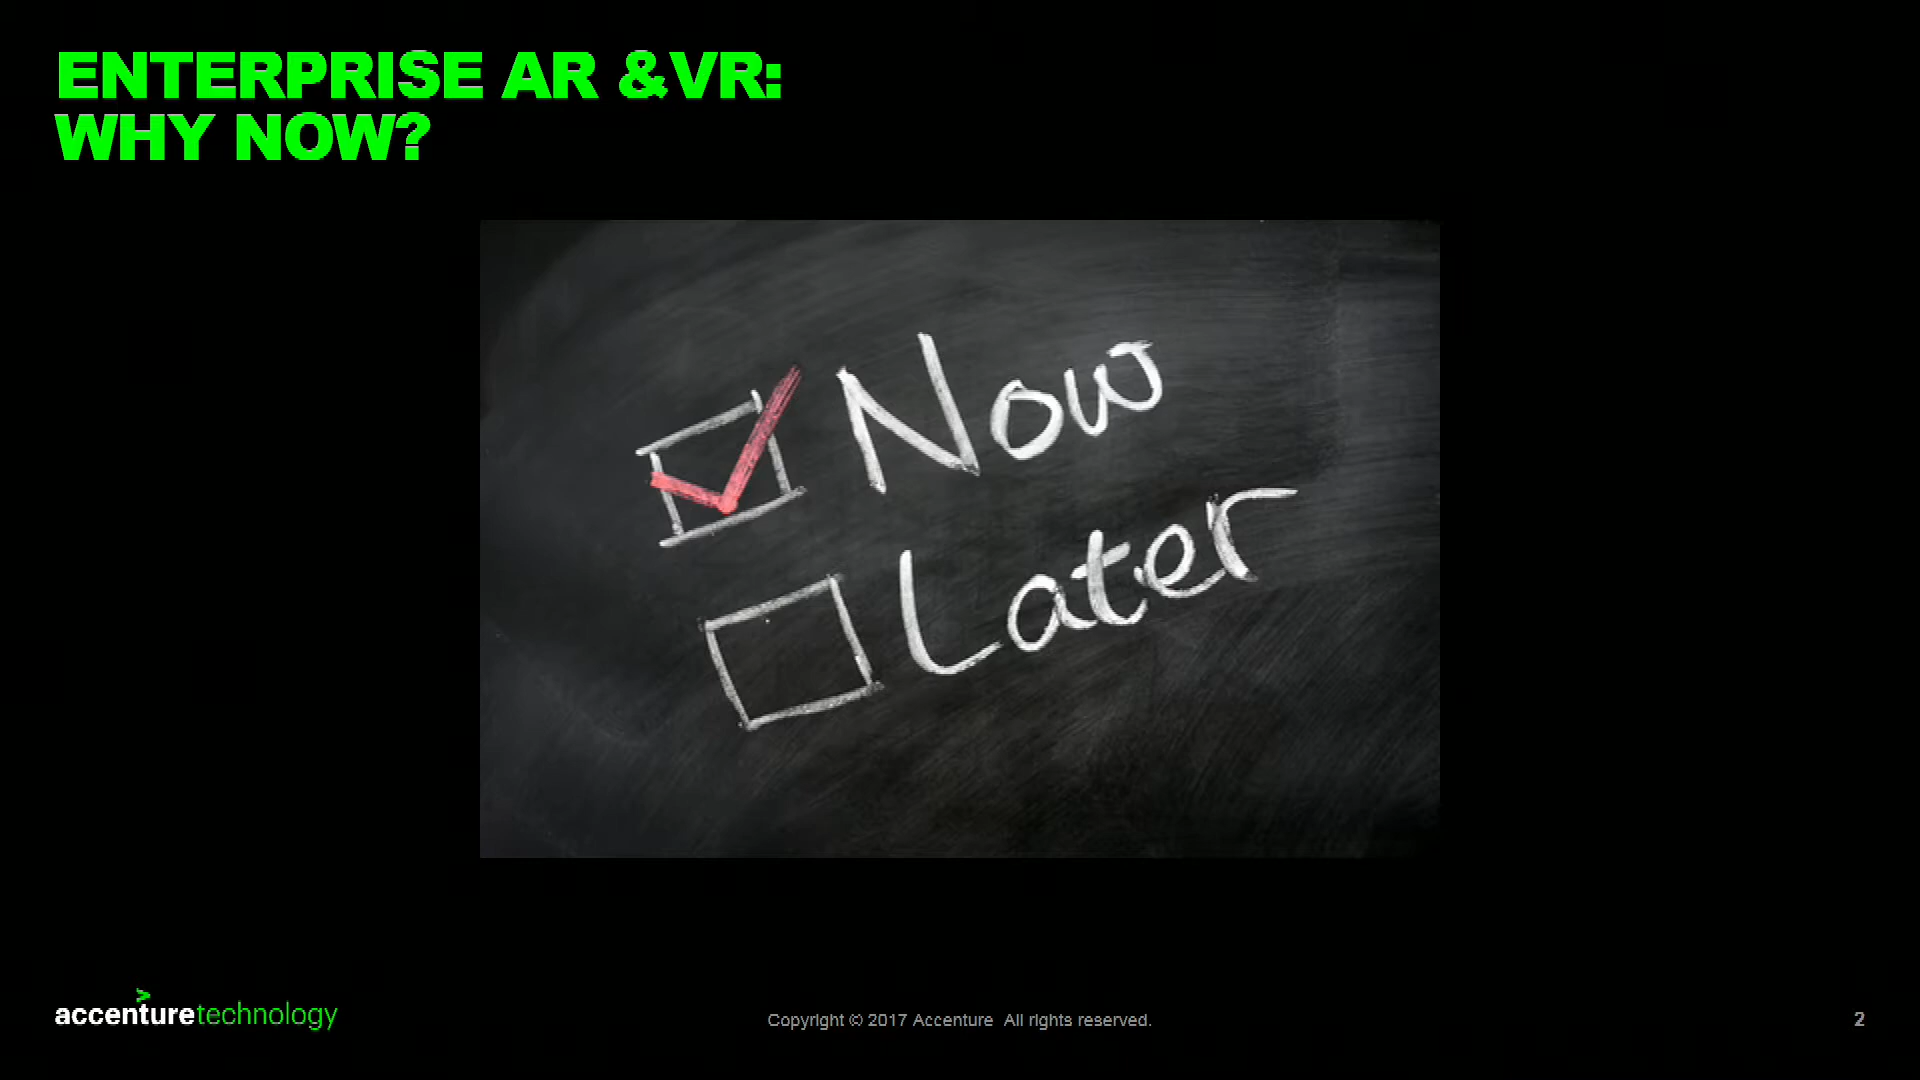 ENTERPRISE AR &VR:
WHY NOW?
Now
Later
accenturetechnology
Copyright © 2017 Accenture  All rights reserved.
2